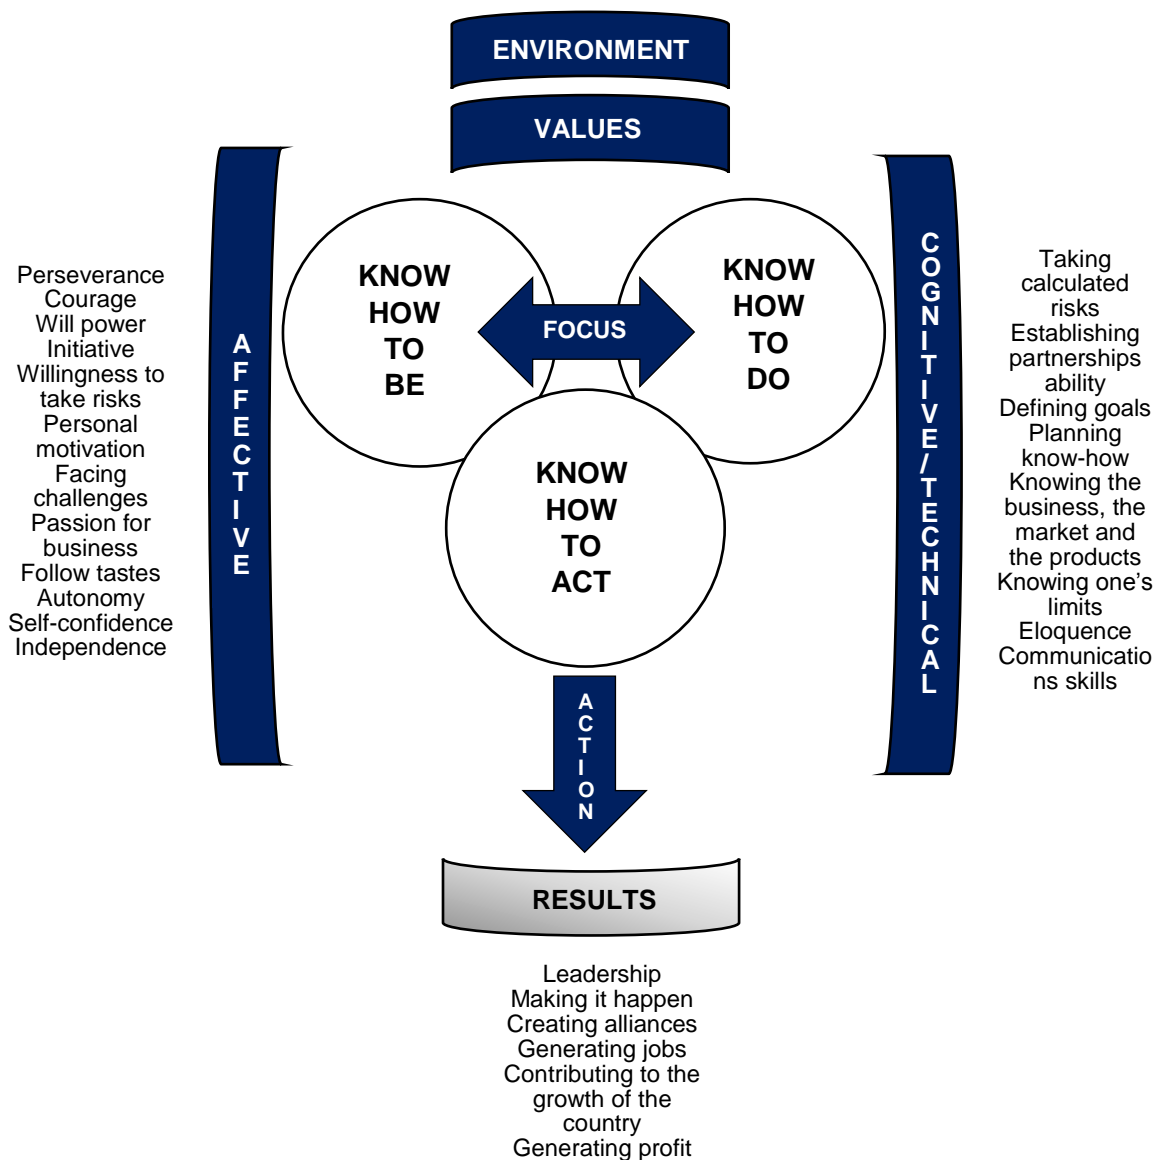 ENVIRONMENT
VALUES
AFFECTIVE
Perseverance
Courage
Will power
Initiative
Willingness to
take risks
Personal
motivation
Facing
challenges
Passion for
business
Follow tastes
Autonomy
Self-confidence
Independence
KNOW
HOW
TO
BE
FOCUS
KNOW
HOW
TO
DO
KNOW
HOW
TO
ACT
COGNITIVE/TECHNICAL
Taking
calculated
risks
Establishing
partnerships
ability
Defining goals
Planning
know-how
Knowing the
business, the
market and
the products
Knowing one’s
limits
Eloquence
Communicatio
ns skills
ACTION
RESULTS
Leadership
Making it happen
Creating alliances
Generating jobs
Contributing to the
growth of the
country
Generating profit